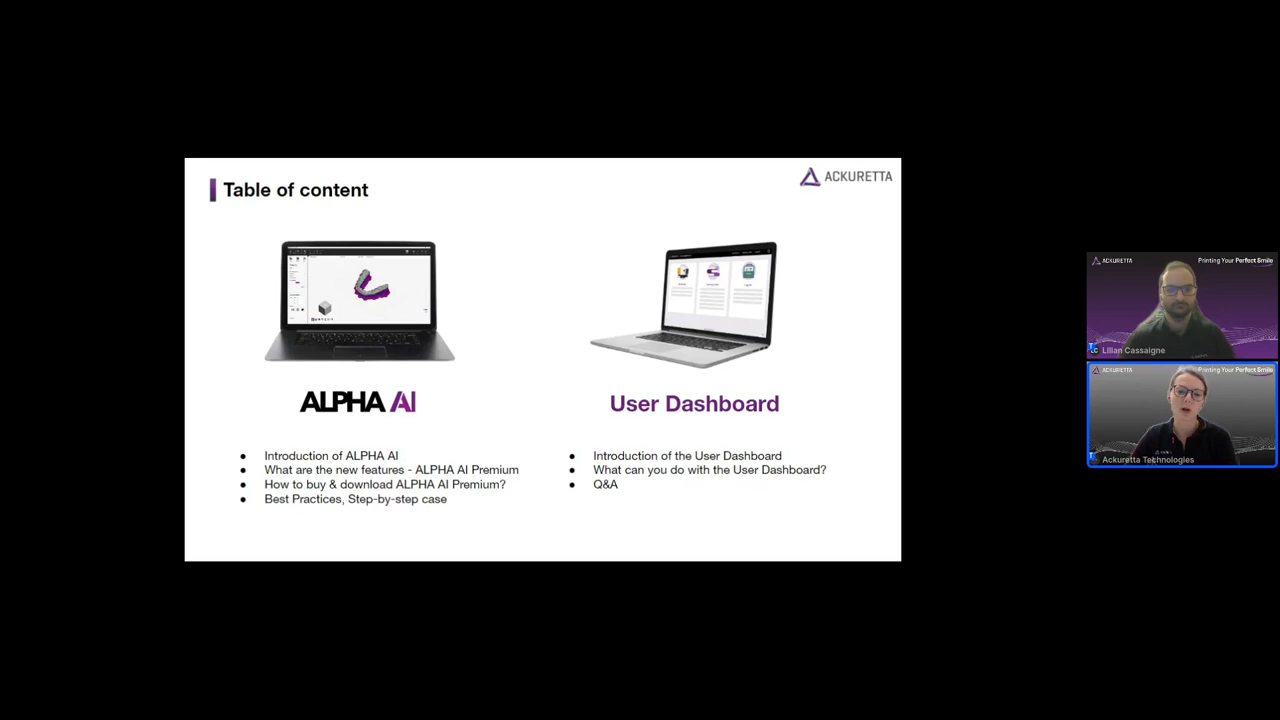 Table of content
ACKURETTA
ALPHA AI
User Dashboard
● Introduction of ALPHA AI
● What are the new features - ALPHA AI Premium
● How to buy & download ALPHA AI Premium?
● Best Practices, Step-by-step case
● Introduction of the User Dashboard
● What can you do with the User Dashboard?
● Q&A
ACKURETTA
Printing Your Perfect Smile
LC
Lilian Cassaigne
ACKURETTA
Printing Your Perfect Smile
Ackuretta Technologies